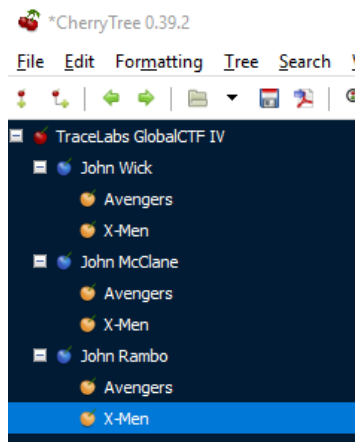 *CherryTree 0.39.2
File Edit Formatting Tree Search
TraceLabs GlobalCTF IV
John Wick
Avengers
X-Men
John McClane
Avengers
X-Men
John Rambo
Avengers
X-Men